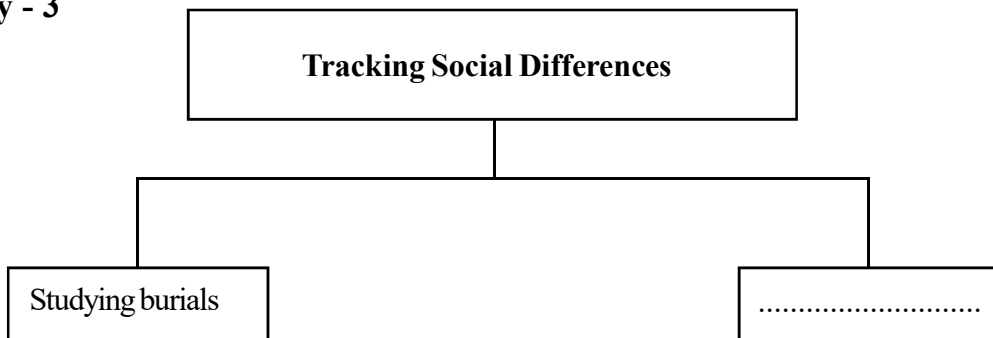 y - 3
Tracking Social Differences
Studying burials
............................